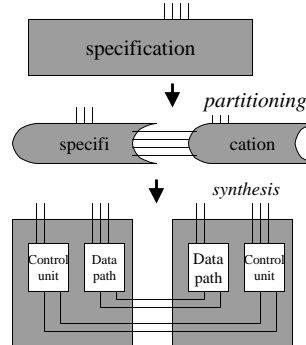 specification
partitioning
specifi
cation
synthesis
Control
unit
Data
path
Data
path
Control
unit